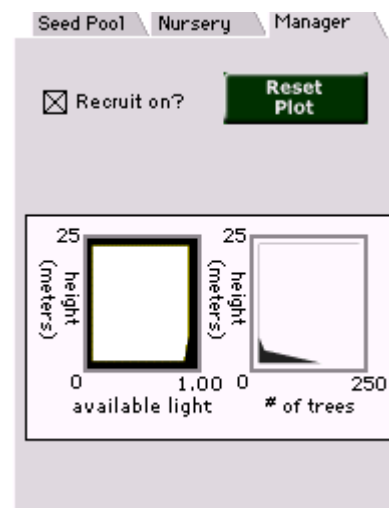 Seed Pool Nursery Manager
Recruit on?
Reset
Plot
25
height
(meters)
0 1.00
available light
25
height
(meters)
0 250
# of trees